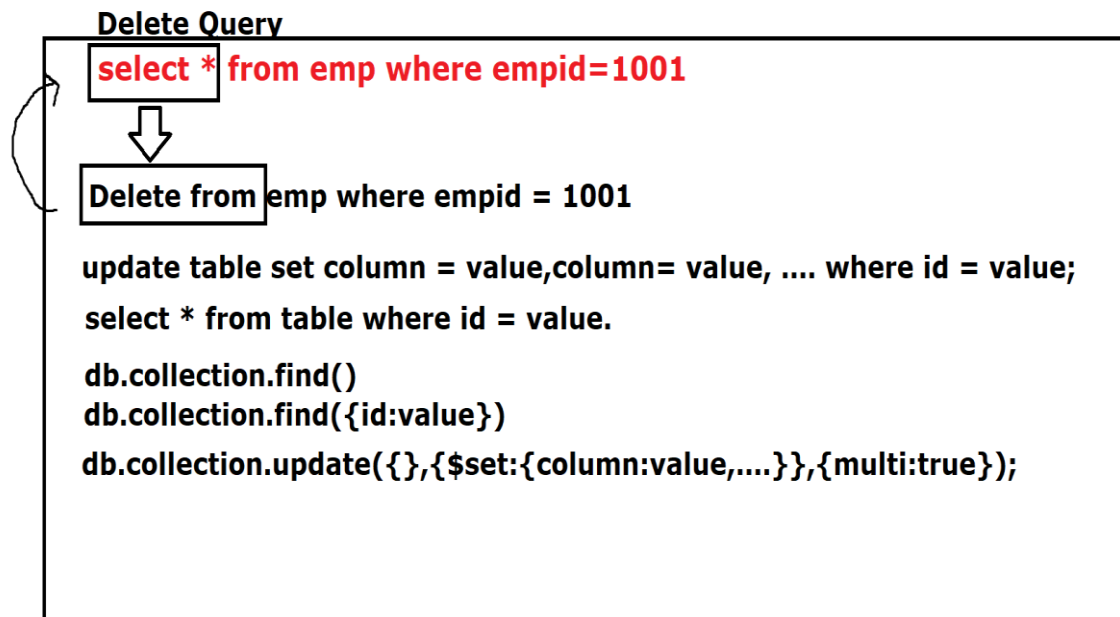 Delete Query
select * from emp where empid=1001
Delete from emp where empid = 1001
update table set column = value,column= value, .... where id = value;
select * from table where id = value.
db.collection.find()
db.collection.find({id:value})
db.collection.update({},{$set:{column:value,....}},{multi:true});